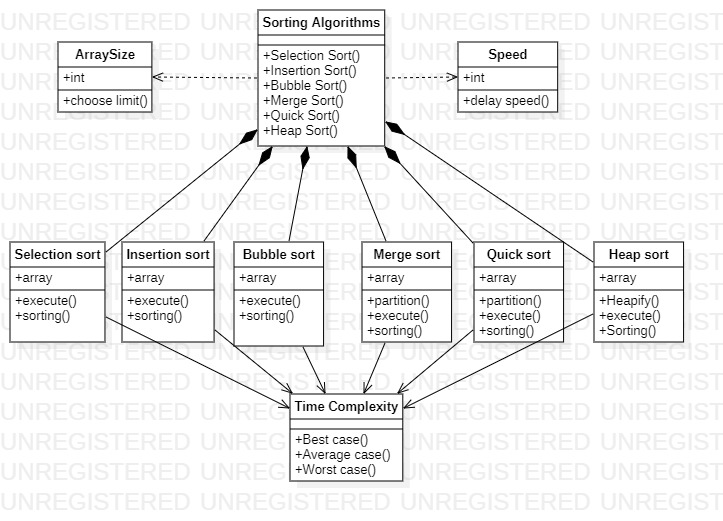 Sorting Algorithms
+Selection Sort()
+Insertion Sort()
+Bubble Sort()
+Merge Sort()
+Quick Sort()
+Heap Sort()
ArraySize
+int
+choose limit()
Speed
+int
+delay speed()
Selection sort
+array
+execute()
+sorting()
Insertion sort
+array
+execute()
+sorting()
Bubble sort
+array
+execute()
+sorting()
Merge sort
+array
+partition()
+execute()
+sorting()
Quick sort
+array
+partition()
+execute()
+sorting()
Heap sort
+array
+Heapify()
+execute()
+Sorting()
Time Complexity
+Best case()
+Average case()
+Worst case()
UNREGISTERED UNREGISTERED UNREGISTERED UNREGIST